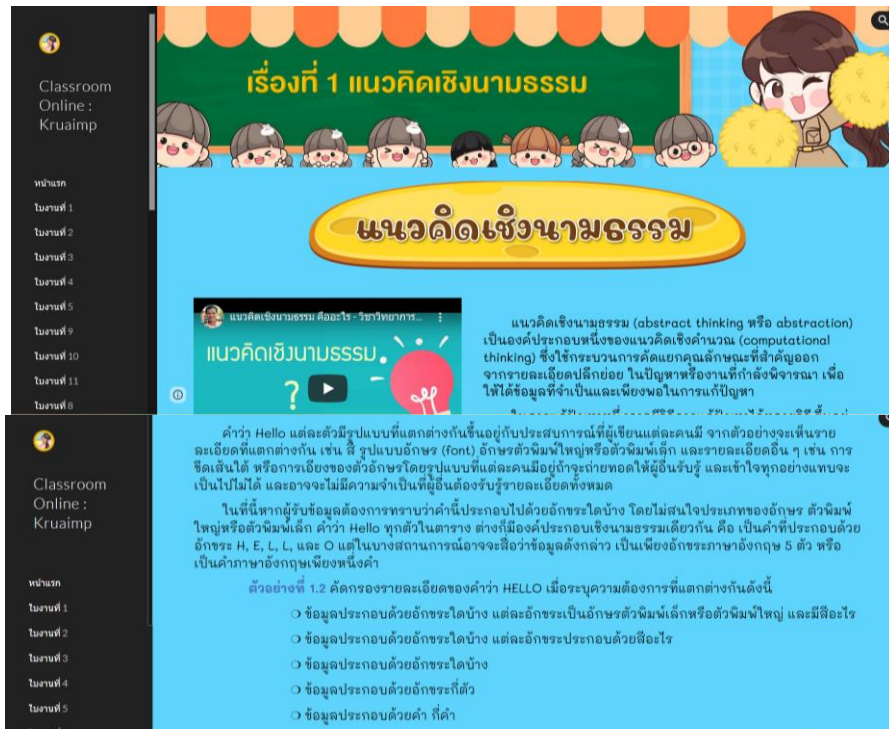 Classroom
Online :
Kruaimp
หน้าแรก
ใบงานที่ 1
ใบงานที่ 2
ใบงานที่ 3
ใบงานที่ 4
ใบงานที่ 5
ใบงานที่ 9
ใบงานที่ 10
ใบงานที่ 11
ใบงานที่ 8
เรื่องที่ 1 แนวคิดเชิงนามธรรม
แนวคิดเชิงนามธรรม
แนวคิดเชิงนามธรรม คืออะไร - วิชาวิทยาการ...
แนวคิดเชิงนามธรรม
?
แนวคิดเชิงนามธรรม (abstract thinking หรือ abstraction)
เป็นองค์ประกอบหนึ่งของแนวคิดเชิงคำนวณ (computational
thinking) ซึ่งใช้กระบวนการคัดแยกคุณลักษณะที่สำคัญออก
จากรายละเอียดปลีกย่อย ในปัญหาหรืองานที่กำลังพิจารณา เพื่อ
ให้ได้ข้อมูลที่จำเป็นและเพียงพอในการแก้ปัญหา
Classroom
Online :
Kruaimp
หน้าแรก
ใบงานที่ 1
ใบงานที่ 2
ใบงานที่ 3
ใบงานที่ 4
ใบงานที่ 5
คำว่า Hello แต่ละตัวมีรูปแบบที่แตกต่างกันขึ้นอยู่กับประสบการณ์ที่ผู้เขียนแต่ละคนมี จากตัวอย่างจะเห็นราย
ละเอียดที่แตกต่างกัน เช่น สี รูปแบบอักษร (font) อักษรตัวพิมพ์ใหญ่หรือตัวพิมพ์เล็ก และรายละเอียดอื่น ๆ เช่น การ
ขีดเส้นใต้ หรือการเอียงของตัวอักษรโดยรูปแบบที่แต่ละคนมีอยู่ถ้าจะถ่ายทอดให้ผู้อื่นรับรู้ และเข้าใจทุกอย่างแทบจะ
เป็นไปไม่ได้ และอาจจะไม่มีความจำเป็นที่ผู้อื่นต้องรับรู้รายละเอียดทั้งหมด
ในที่นี้หากผู้รับข้อมูลต้องการทราบว่าคำนี้ประกอบไปด้วยอักขระใดบ้าง โดยไม่สนใจประเภทของอักษร ตัวพิมพ์
ใหญ่หรือตัวพิมพ์เล็ก คำว่า Hello ทุกตัวในตาราง ต่างก็มีองค์ประกอบเชิงนามธรรมเดียวกัน คือ เป็นคำที่ประกอบด้วย
อักขระ H, E, L, L, และ O แต่ในบางสถานการณ์อาจจะสื่อว่าข้อมูลดังกล่าว เป็นเพียงอักขระภาษาอังกฤษ 5 ตัว หรือ
เป็นคำภาษาอังกฤษเพียงหนึ่งคำ
ตัวอย่างที่ 1.2 คัดกรองรายละเอียดของคำว่า HELLO เมื่อระบุความต้องการที่แตกต่างกันดังนี้
❍ ข้อมูลประกอบด้วยอักขระใดบ้าง แต่ละอักขระเป็นอักษรตัวพิมพ์เล็กหรือตัวพิมพ์ใหญ่ และมีสีอะไร
❍ ข้อมูลประกอบด้วยอักขระใดบ้าง แต่ละอักขระประกอบด้วยสีอะไร
❍ ข้อมูลประกอบด้วยอักขระใดบ้าง
❍ ข้อมูลประกอบด้วยอักขระกี่ตัว
❍ ข้อมูลประกอบด้วยคำ กี่คำ